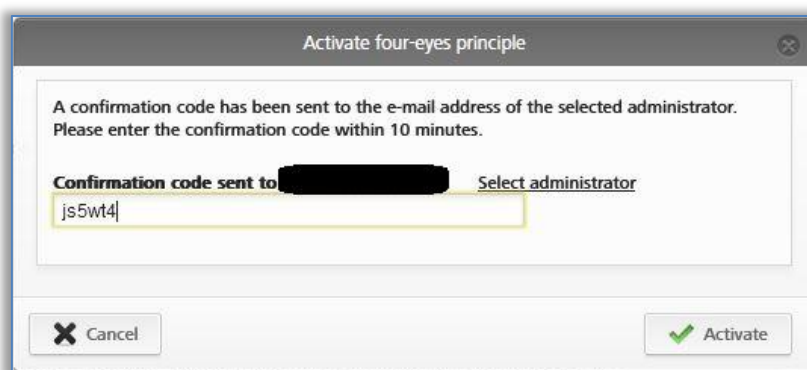 Activate four-eyes principle
A confirmation code has been sent to the e-mail address of the selected administrator.
Please enter the confirmation code within 10 minutes.
Confirmation code sent to Select administrator
js5wt4
Cancel Activate